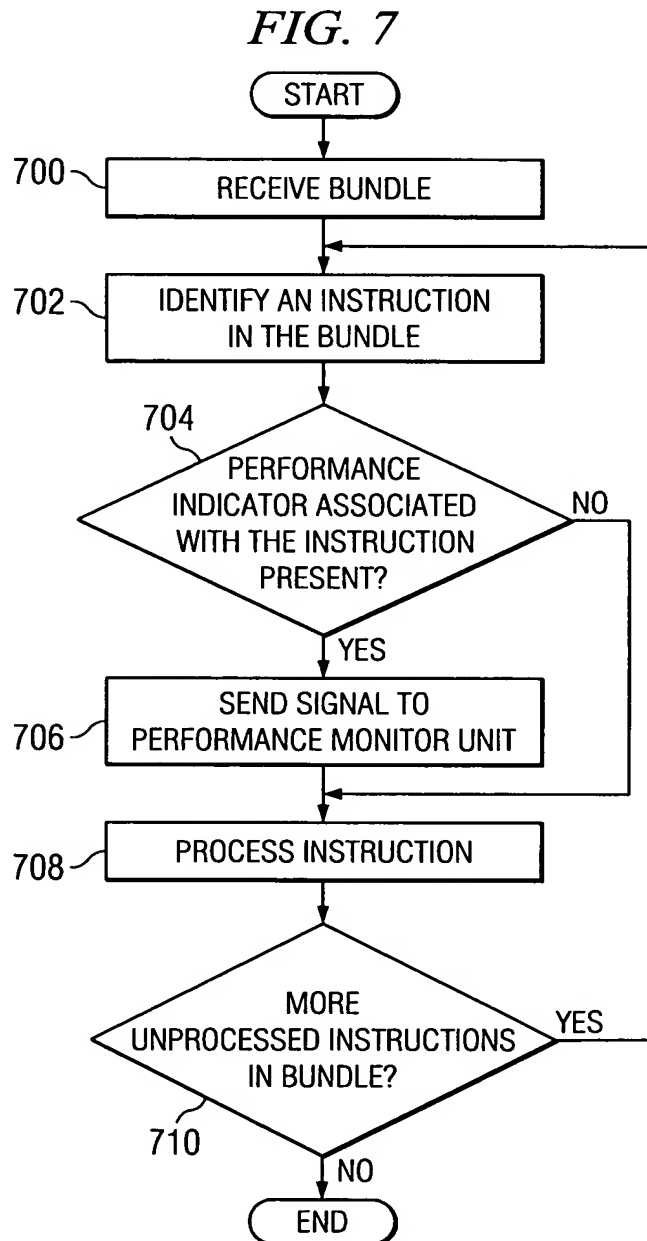 FIG. 7
START
700
RECEIVE BUNDLE
702
IDENTIFY AN INSTRUCTION
IN THE BUNDLE
704
PERFORMANCE
INDICATOR ASSOCIATED
WITH THE INSTRUCTION
PRESENT?
NO
YES
706
SEND SIGNAL TO
PERFORMANCE MONITOR UNIT
708
PROCESS INSTRUCTION
MORE
UNPROCESSED INSTRUCTIONS
IN BUNDLE?
YES
710
NO
END